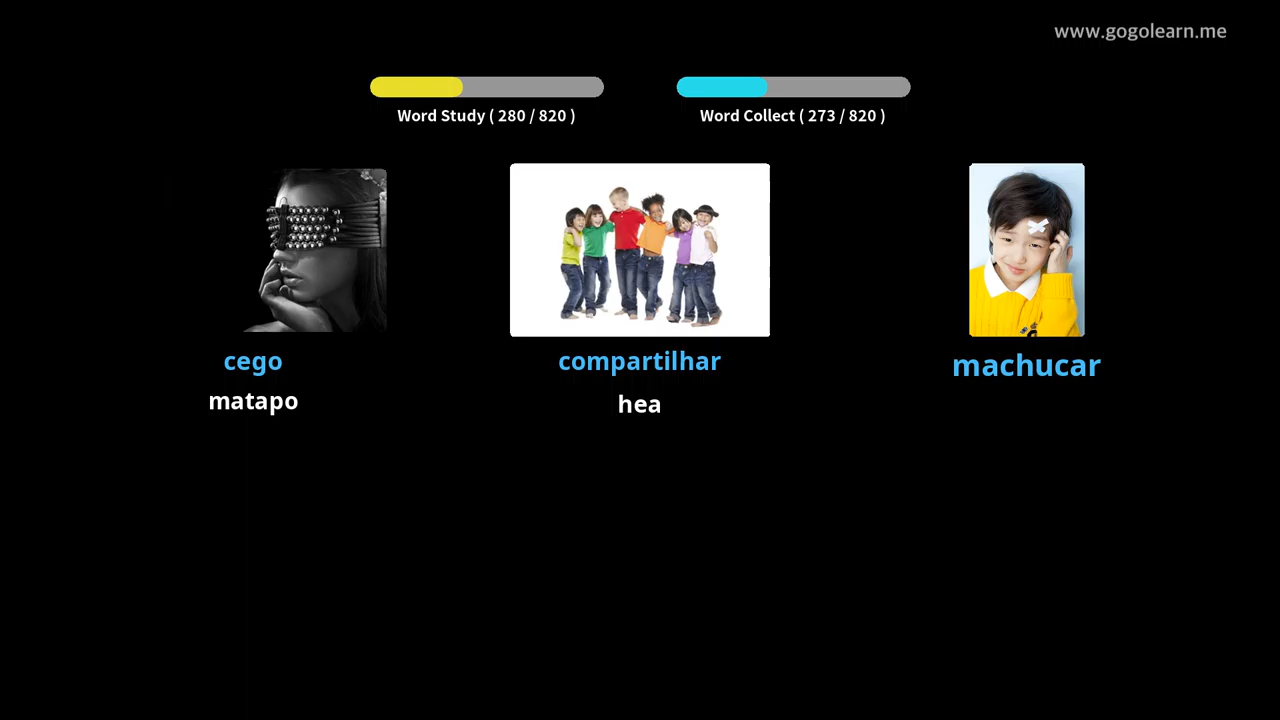 www.gogolearn.me
Word Study ( 280 / 820 )
Word Collect ( 273 / 820 )
cego
compartilhar
machucar
matapo
hea